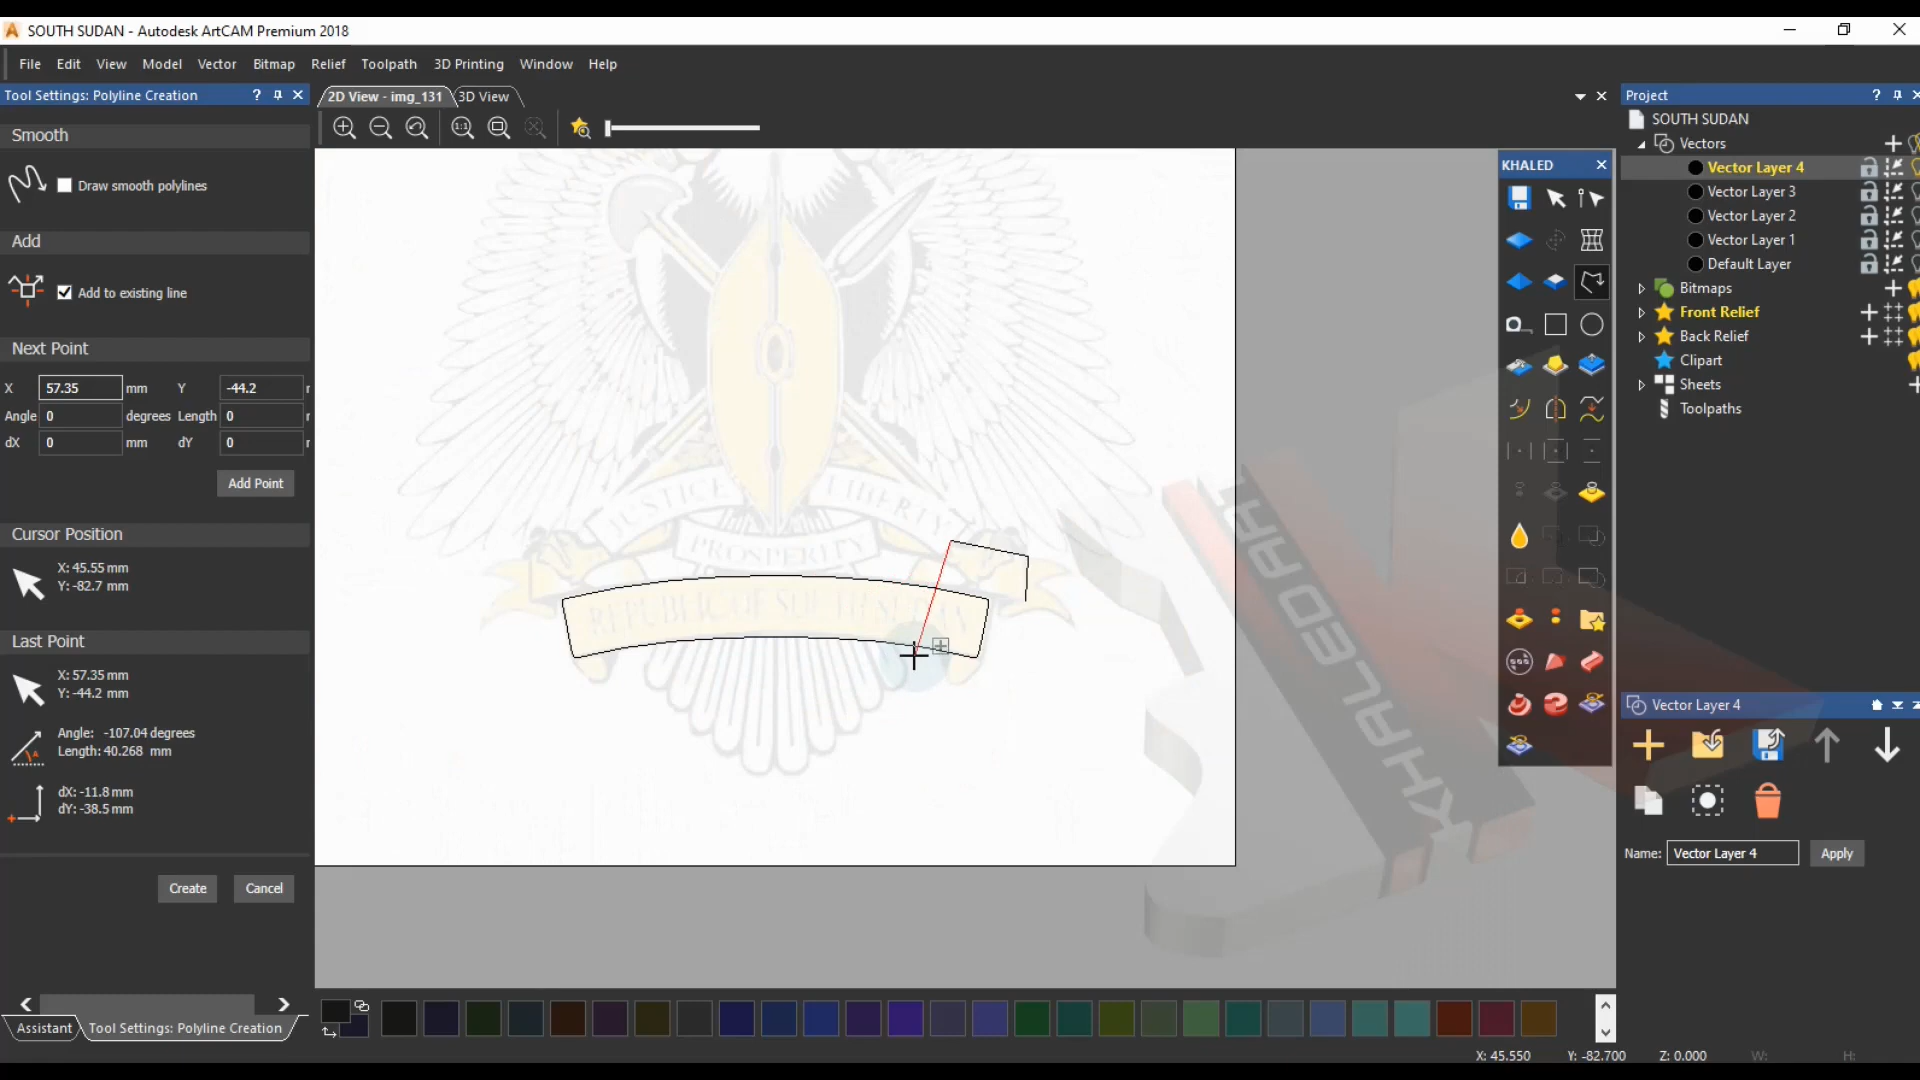 SOUTH SUDAN - Autodesk ArtCAM Premium 2018
File Edit View Model Vector Bitmap Relief Toolpath 3D Printing Window Help
Tool Settings: Polyline Creation ?
2D View - img_131 3D View
Project ?
Smooth
Draw smooth polylines
Add
Add to existing line
Next Point
X 57.35 mm Y -44.2
Angle 0 degrees Length 0
dX 0 mm dY 0
Add Point
Cursor Position
X: 45.55 mm
Y: -82.7 mm
Last Point
X: 57.35 mm
Y: -44.2 mm
Angle: -107.04 degrees
Length: 40.268 mm
dX: -11.8 mm
dY: -38.5 mm
Create Cancel
Assistant Tool Settings: Polyline Creation
1:1
JUSTICE LIBERTY
PROSPERITY
REPUBLIC OF SOUTH SUDAN
KHALEDAR
KHALED
SOUTH SUDAN
Vectors
Vector Layer 4
Vector Layer 3
Vector Layer 2
Vector Layer 1
Default Layer
Bitmaps
Front Relief
Back Relief
Clipart
Sheets
Toolpaths
Vector Layer 4
Name: Vector Layer 4 Apply
X: 45.550 Y: -82.700 Z: 0.000 W: H: